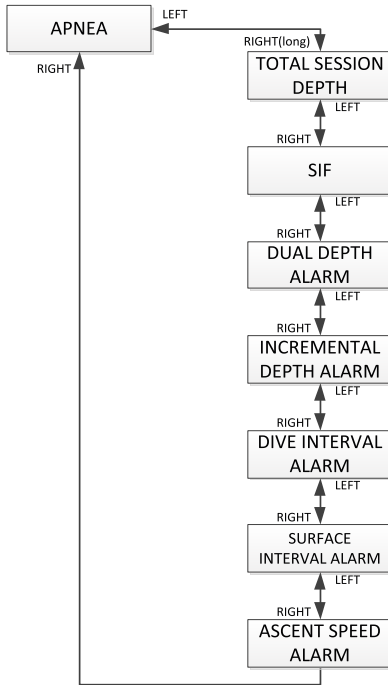 APNEA
LEFT
RIGHT
RIGHT(long)
TOTAL SESSION
DEPTH
LEFT
RIGHT
SIF
LEFT
RIGHT
DUAL DEPTH
ALARM
LEFT
RIGHT
INCREMENTAL
DEPTH ALARM
LEFT
RIGHT
DIVE INTERVAL
ALARM
LEFT
RIGHT
SURFACE
INTERVAL ALARM
LEFT
RIGHT
ASCENT SPEED
ALARM